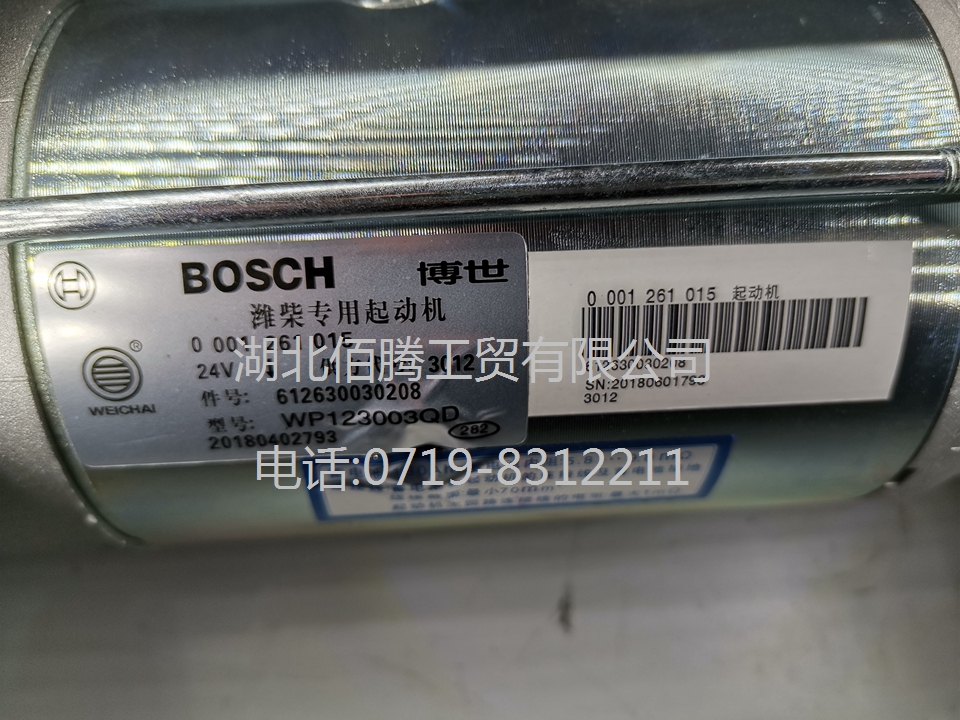 BOSCH 博世
潍柴专用起动机
0 001 261 015
24V
3012
WEICHAI
件号: 612630030208
型号: WP123003QD
282
20180402793
0 001 261 015 起动机
612630030208
SN:20180601793
3012
湖北佰腾工贸有限公司
电话:0719-8312211